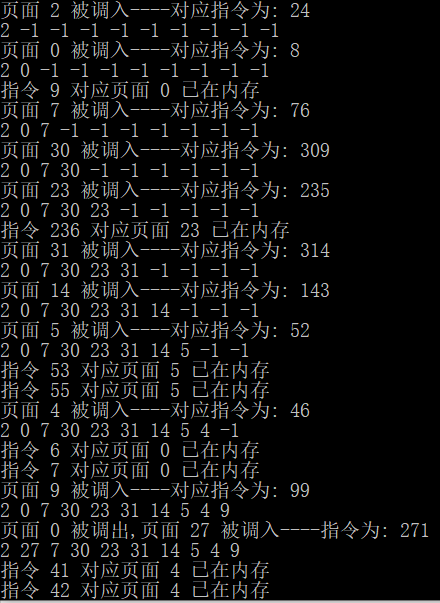 页面 2 被调入----对应指令为: 24
2 -1 -1 -1 -1 -1 -1 -1 -1 -1
页面 0 被调入----对应指令为: 8
2 0 -1 -1 -1 -1 -1 -1 -1 -1
指令 9 对应页面 0 已在内存
页面 7 被调入----对应指令为: 76
2 0 7 -1 -1 -1 -1 -1 -1 -1
页面 30 被调入----对应指令为: 309
2 0 7 30 -1 -1 -1 -1 -1 -1
页面 23 被调入----对应指令为: 235
2 0 7 30 23 -1 -1 -1 -1 -1
指令 236 对应页面 23 已在内存
页面 31 被调入----对应指令为: 314
2 0 7 30 23 31 -1 -1 -1 -1
页面 14 被调入----对应指令为: 143
2 0 7 30 23 31 14 -1 -1 -1
页面 5 被调入----对应指令为: 52
2 0 7 30 23 31 14 5 -1 -1
指令 53 对应页面 5 已在内存
指令 55 对应页面 5 已在内存
页面 4 被调入----对应指令为: 46
2 0 7 30 23 31 14 5 4 -1
指令 6 对应页面 0 已在内存
指令 7 对应页面 0 已在内存
页面 9 被调入----对应指令为: 99
2 0 7 30 23 31 14 5 4 9
页面 0 被调出,页面 27 被调入----指令为: 271
2 27 7 30 23 31 14 5 4 9
指令 41 对应页面 4 已在内存
指令 42 对应页面 4 已在内存